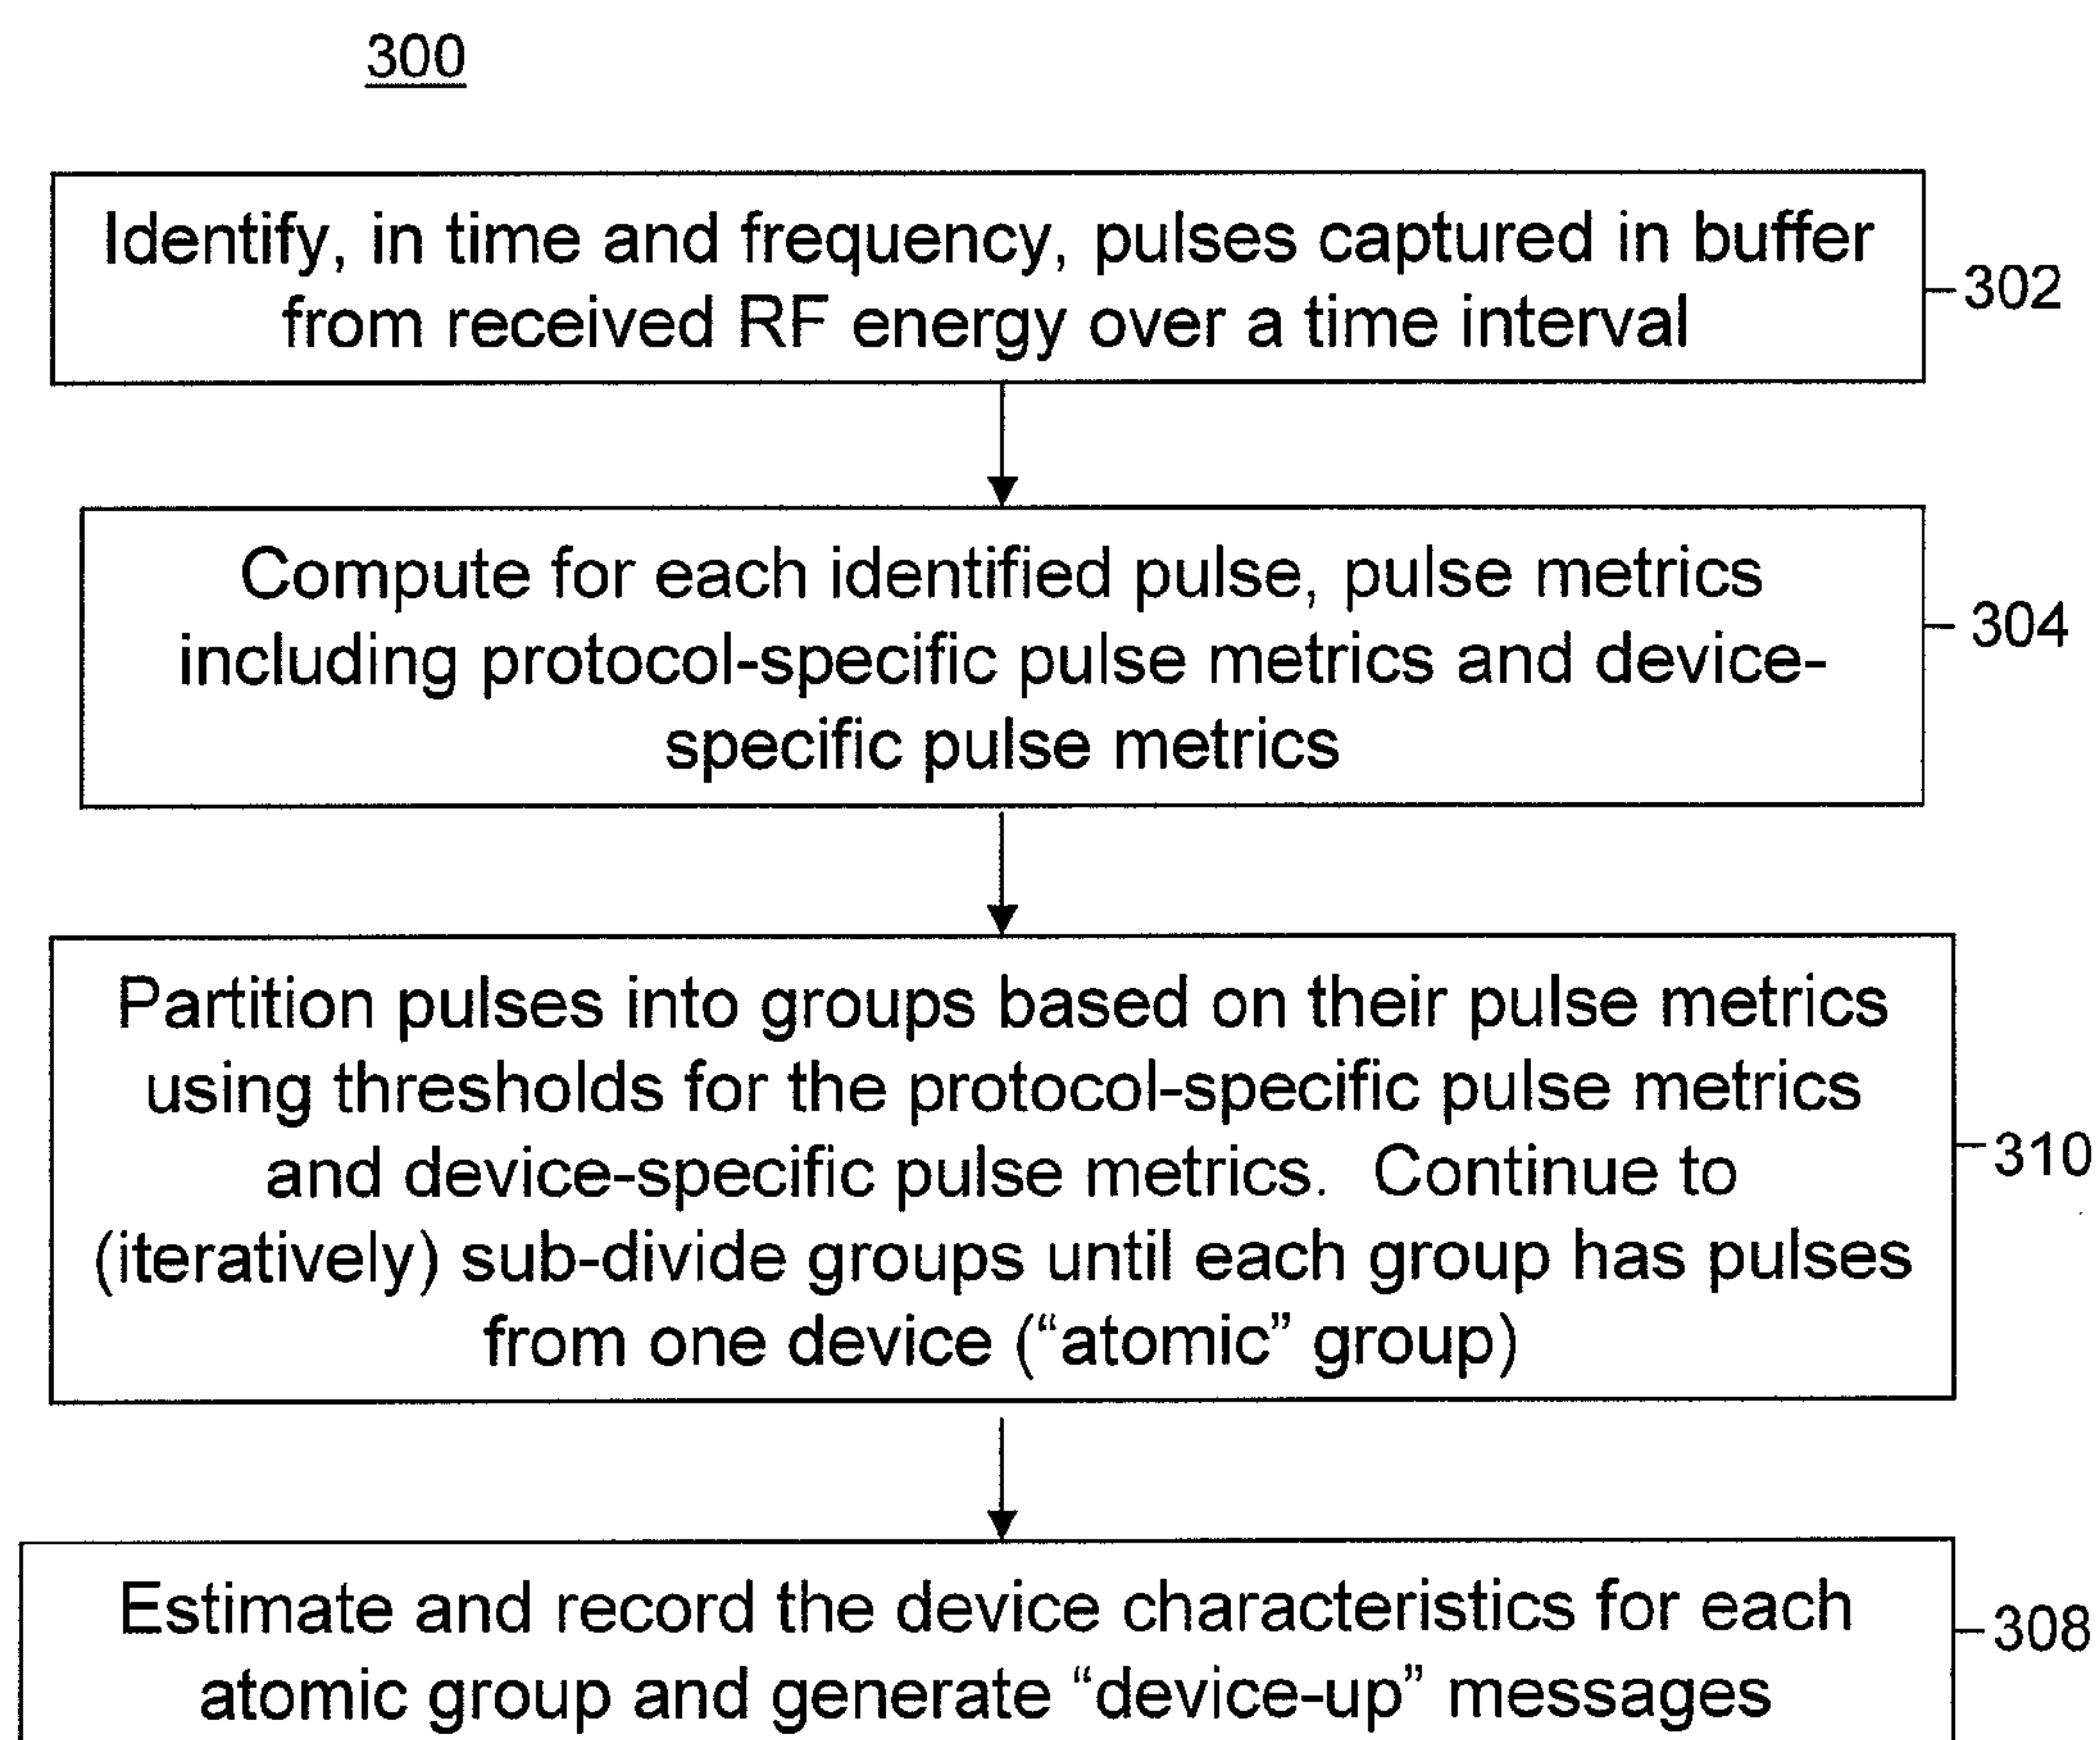 300
Identify, in time and frequency, pulses captured in buffer
from received RF energy over a time interval
302
Compute for each identified pulse, pulse metrics
including protocol-specific pulse metrics and device-
specific pulse metrics
304
Partition pulses into groups based on their pulse metrics
using thresholds for the protocol-specific pulse metrics
and device-specific pulse metrics.  Continue to
(iteratively) sub-divide groups until each group has pulses
from one device (“atomic” group)
310
Estimate and record the device characteristics for each
atomic group and generate “device-up” messages
308